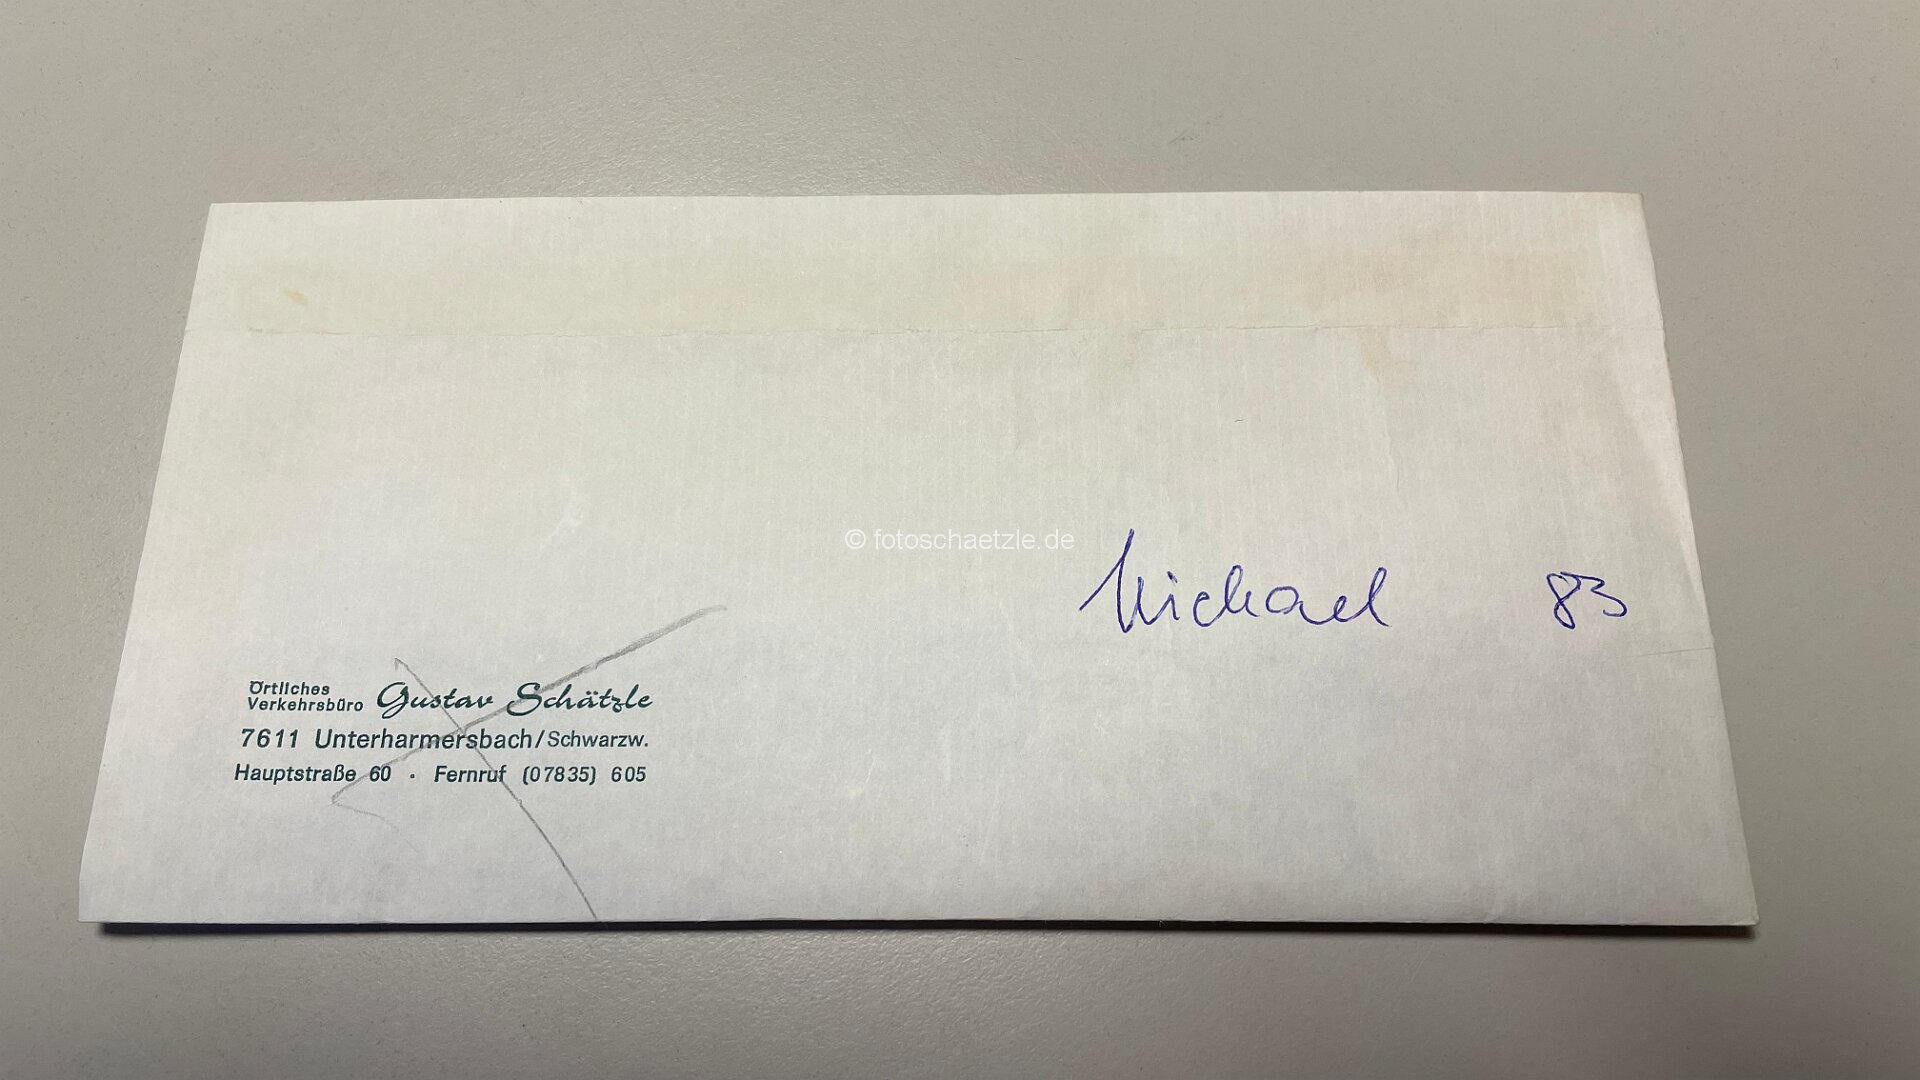 © fotoschaetzle.de
Michael 83
Örtliches
Verkehrsbüro Gustav Schätzle
7611 Unterharmersbach/Schwarzw.
Hauptstraße 60 · Fernruf (07835) 605